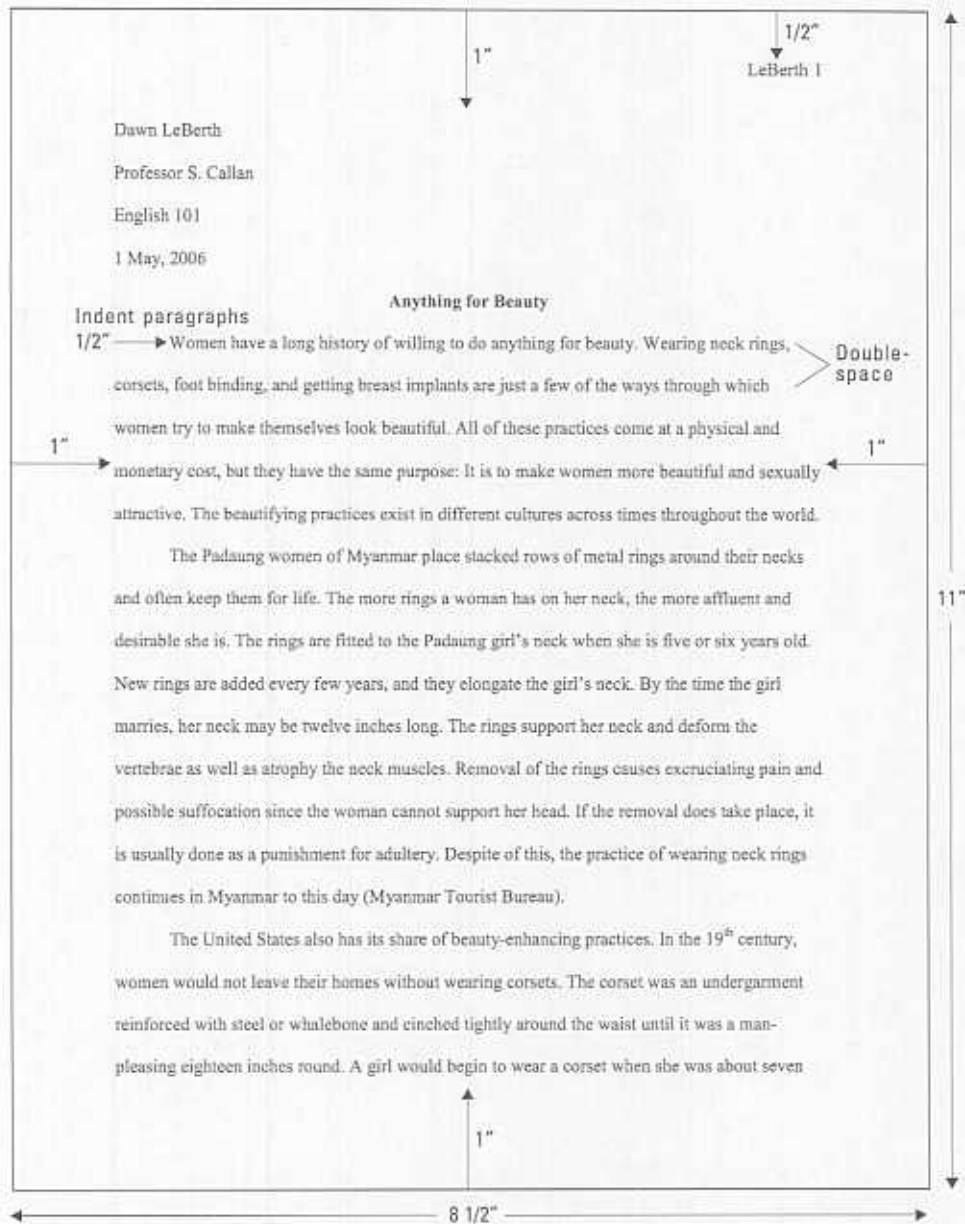 1"
1/2"
LeBerth 1
Dawn LeBerth
Professor S. Callan
English 101
1 May, 2006
Anything for Beauty
Indent paragraphs
1/2"
Women have a long history of willing to do anything for beauty. Wearing neck rings,
Double-
space
corsets, foot binding, and getting breast implants are just a few of the ways through which
women try to make themselves look beautiful. All of these practices come at a physical and
1"
1"
monetary cost, but they have the same purpose: It is to make women more beautiful and sexually
attractive. The beautifying practices exist in different cultures across times throughout the world.
The Padaung women of Myanmar place stacked rows of metal rings around their necks
and often keep them for life. The more rings a woman has on her neck, the more affluent and
11"
desirable she is. The rings are fitted to the Padaung girl's neck when she is five or six years old.
New rings are added every few years, and they elongate the girl's neck. By the time the girl
marries, her neck may be twelve inches long. The rings support her neck and deform the
vertebrae as well as atrophy the neck muscles. Removal of the rings causes excruciating pain and
possible suffocation since the woman cannot support her head. If the removal does take place, it
is usually done as a punishment for adultery. Despite of this, the practice of wearing neck rings
continues in Myanmar to this day (Myanmar Tourist Bureau).
The United States also has its share of beauty-enhancing practices. In the 19th century,
women would not leave their homes without wearing corsets. The corset was an undergarment
reinforced with steel or whalebone and cinched tightly around the waist until it was a man-
pleasing eighteen inches round. A girl would begin to wear a corset when she was about seven
1"
8 1/2"